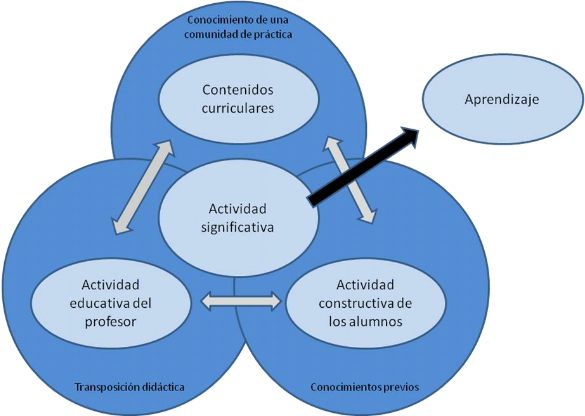 Conocimiento de una
comunidad de práctica
Contenidos
curriculares
Aprendizaje
Actividad
significativa
Actividad
educativa del
profesor
Actividad
constructiva de
los alumnos
Transposición didáctica
Conocimientos previos